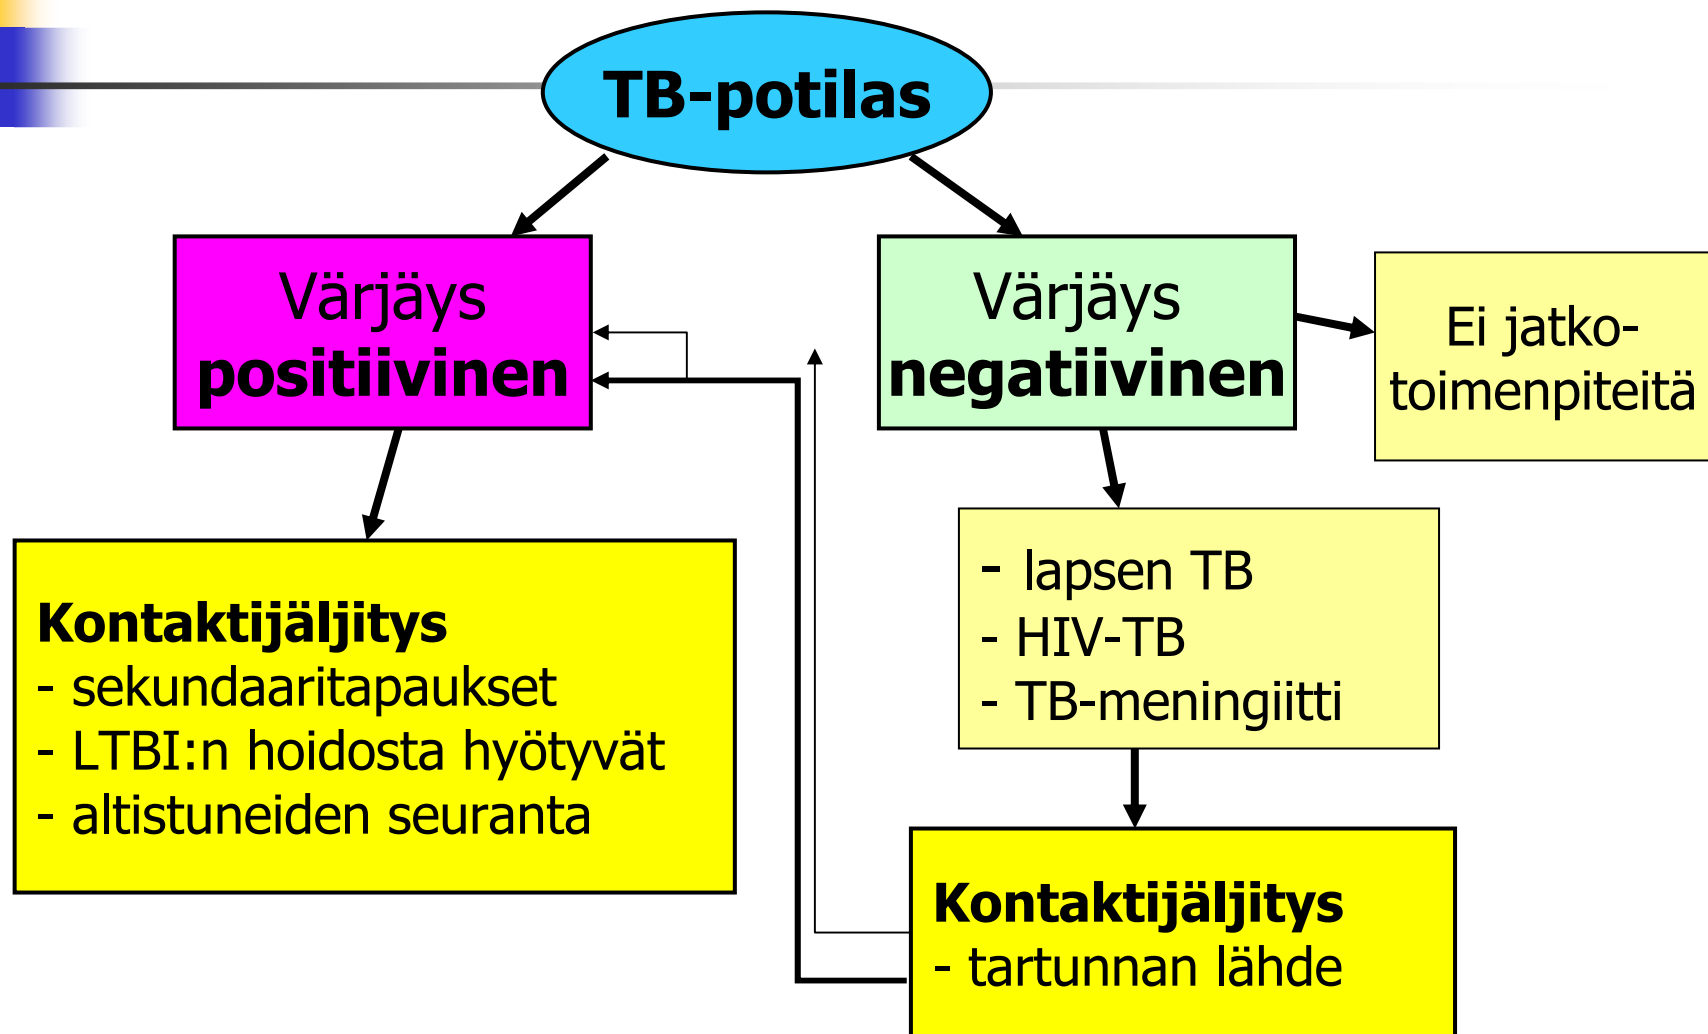 TB-potilas
Värjäys
positiivinen
Värjäys
negatiivinen
Ei jatko-
toimenpiteitä
Kontaktijäljitys
- sekundaaritapaukset
- LTBI:n hoidosta hyötyvät
- altistuneiden seuranta
- lapsen TB
- HIV-TB
- TB-meningiitti
Kontaktijäljitys
- tartunnan lähde